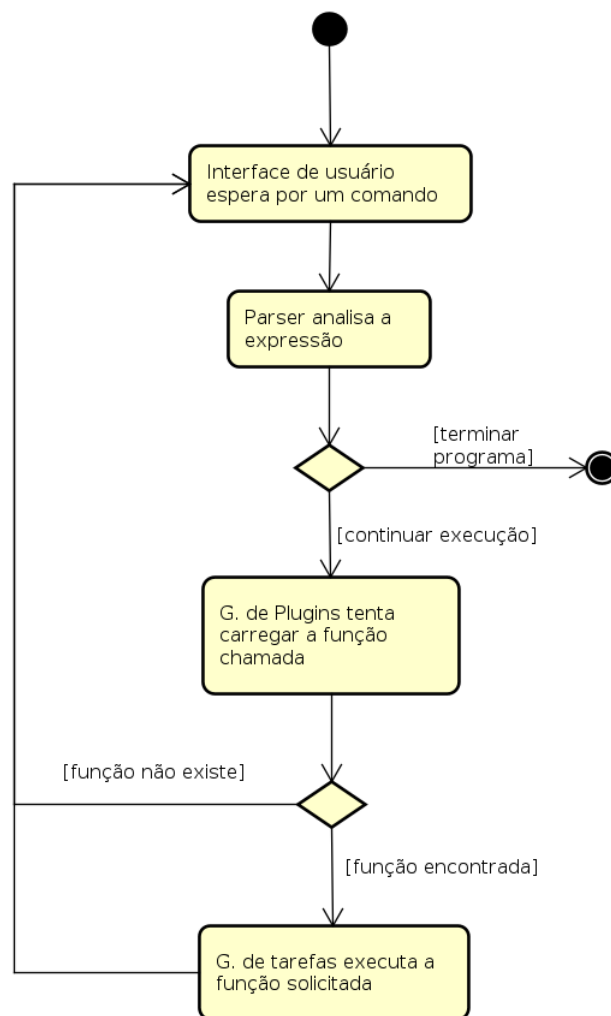 Interface de usuário
espera por um comando
Parser analisa a
expressão
[terminar
programa]
[continuar execução]
G. de Plugins tenta
carregar a função
chamada
[função não existe]
[função encontrada]
G. de tarefas executa a
função solicitada